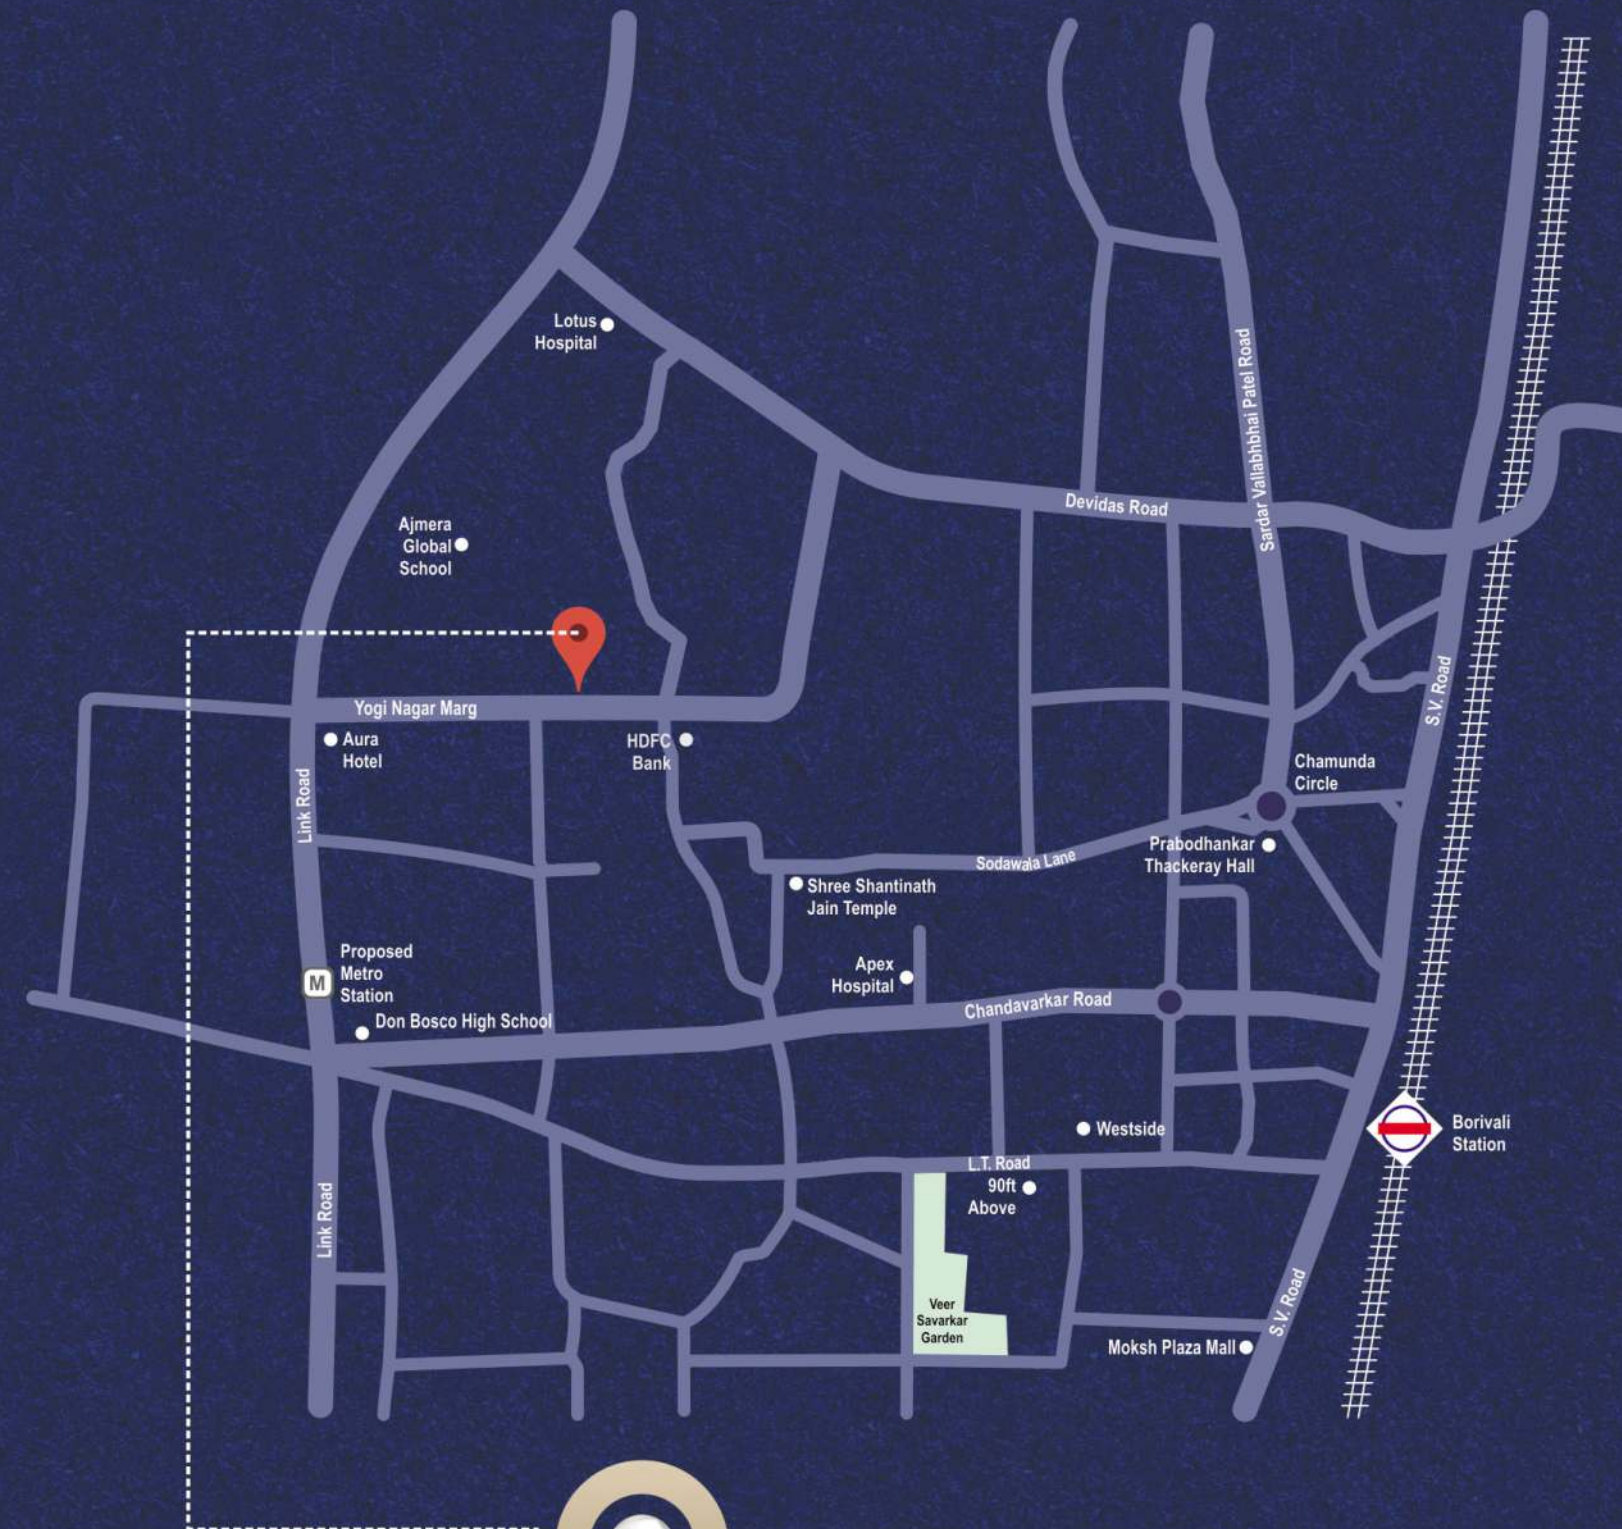 Lotus
Hospital
Sardar Vallabhbhai Patel Road
Devidas Road
Ajmera
Global
School
S.V. Road
Yogi Nagar Marg
Aura
Hotel
HDFC
Bank
Link Road
Chamunda
Circle
Prabodhankar
Thackeray Hall
Sodawala Lane
Shree Shantinath
Jain Temple
Proposed
Metro
Station
M
Apex
Hospital
Chandavarkar Road
Don Bosco High School
Westside
Borivali
Station
L.T. Road
90ft
Above
Link Road
Veer
Savarkar
Garden
S.V. Road
Moksh Plaza Mall